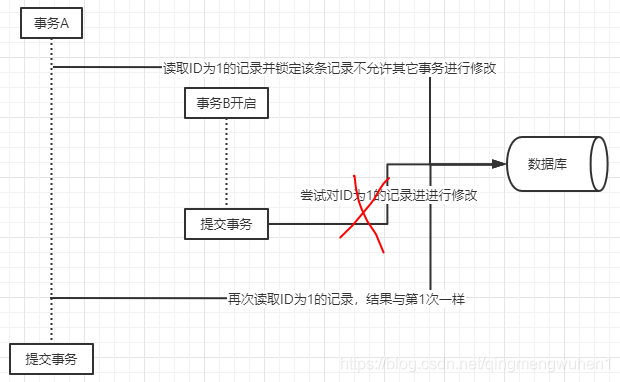 事务A
读取ID为1的记录并锁定该条记录不允许其它事务进行修改
事务B开启
数据库
尝试对ID为1的记录进进行修改
提交事务
再次读取ID为1的记录，结果与第1次一样
提交事务
https://blog.csdn.net/qingmengwuhen1